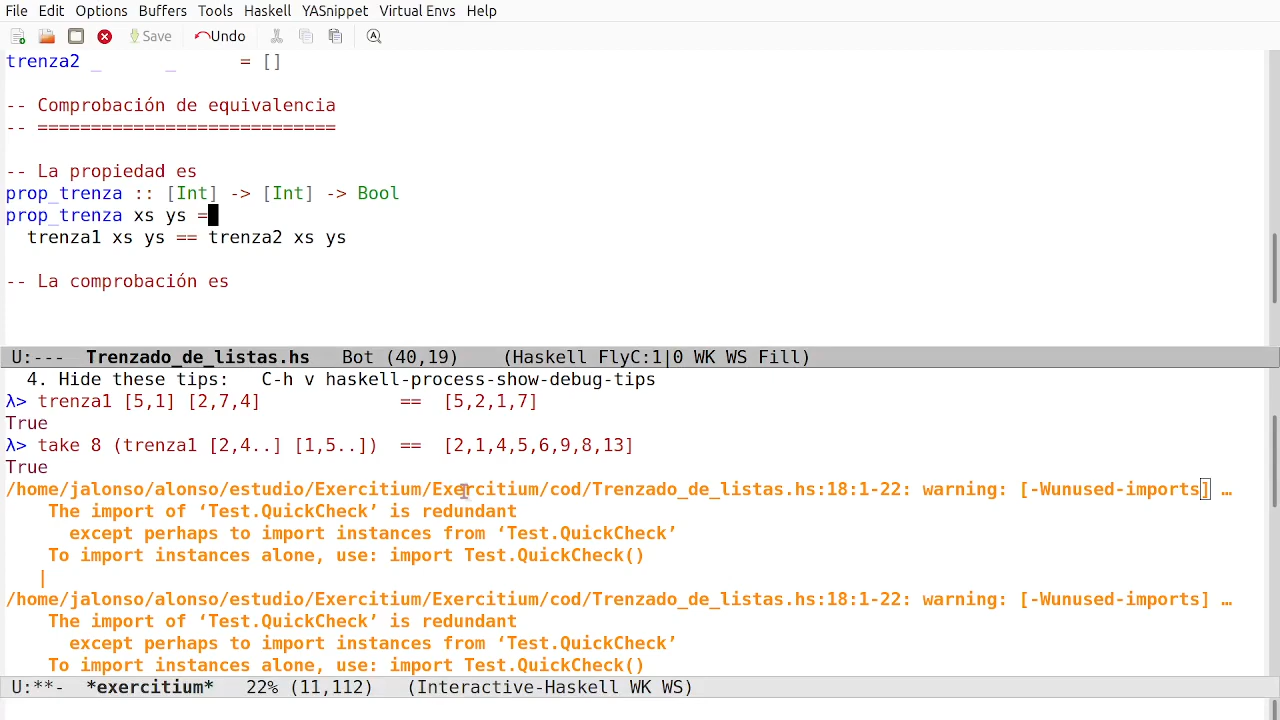 File Edit Options Buffers Tools Haskell YASnippet Virtual Envs Help
Save Undo
trenza2 _      _      = []
-- Comprobación de equivalencia
-- ============================
-- La propiedad es
prop_trenza :: [Int] -> [Int] -> Bool
prop_trenza xs ys =
  trenza1 xs ys == trenza2 xs ys
-- La comprobación es
U:---  Trenzado_de_listas.hs   Bot (40,19)    (Haskell FlyC:1|0 WK WS Fill)
  4. Hide these tips:   C-h v haskell-process-show-debug-tips
λ> trenza1 [5,1] [2,7,4]             ==  [5,2,1,7]
True
λ> take 8 (trenza1 [2,4..] [1,5..])  ==  [2,1,4,5,6,9,8,13]
True
/home/jalonso/alonso/estudio/Exercitium/Exercitium/cod/Trenzado_de_listas.hs:18:1-22: warning: [-Wunused-imports] …
    The import of ‘Test.QuickCheck’ is redundant
      except perhaps to import instances from ‘Test.QuickCheck’
    To import instances alone, use: import Test.QuickCheck()
   |
/home/jalonso/alonso/estudio/Exercitium/Exercitium/cod/Trenzado_de_listas.hs:18:1-22: warning: [-Wunused-imports] …
    The import of ‘Test.QuickCheck’ is redundant
      except perhaps to import instances from ‘Test.QuickCheck’
    To import instances alone, use: import Test.QuickCheck()
U:**-  *exercitium*   22% (11,112)   (Interactive-Haskell WK WS)